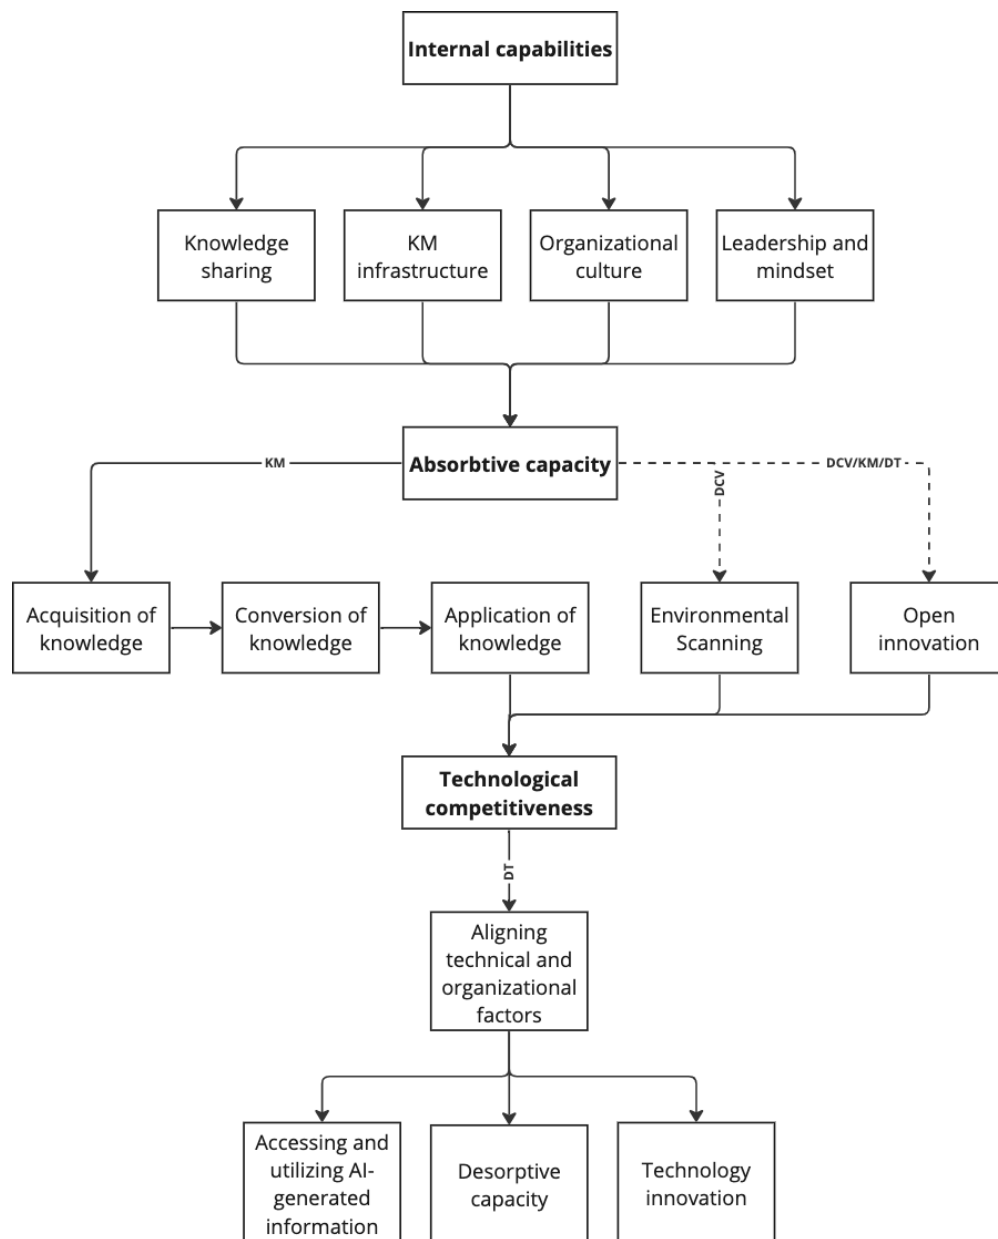 Internal capabilities
Knowledge
sharing
KM
infrastructure
Organizational
culture
Leadership and
mindset
Absorbtive capacity
KM
DCV
DCV/KM/DT
Acquisition of
knowledge
Conversion of
knowledge
Application of
knowledge
Environmental
Scanning
Open
innovation
Technological
competitiveness
DT
Aligning
technical and
organizational
factors
Accessing and
utilizing AI-
generated
information
Desorptive
capacity
Technology
innovation